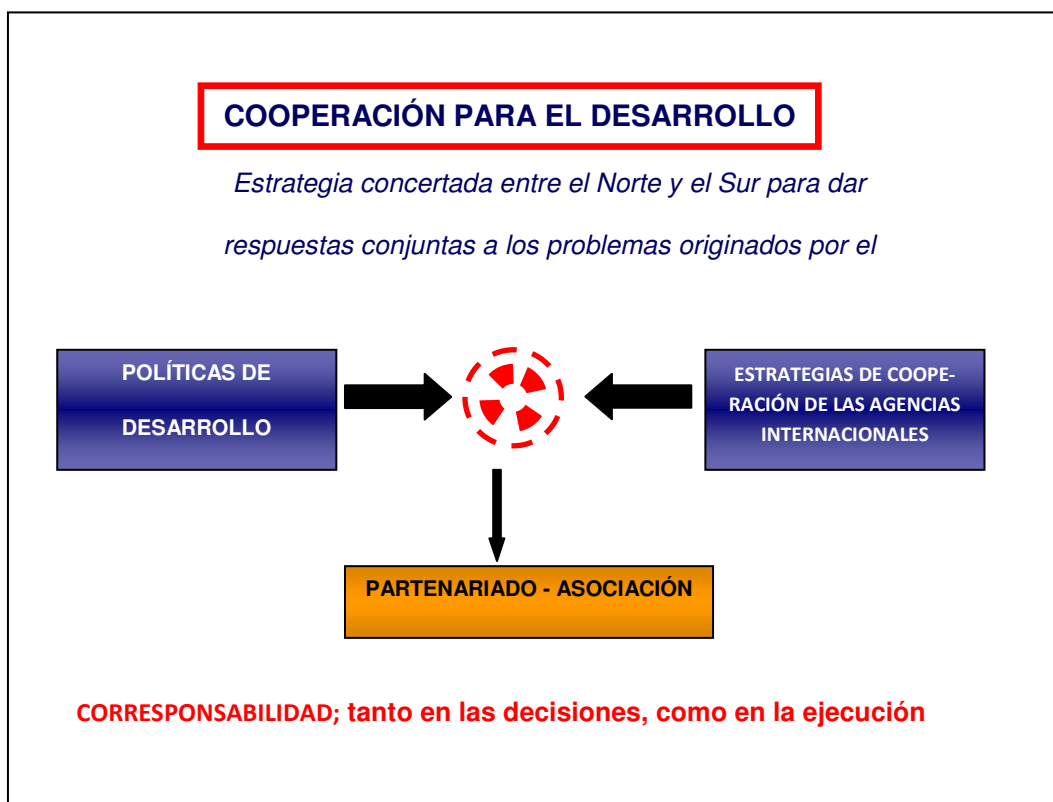 COOPERACIÓN PARA EL DESARROLLO
Estrategia concertada entre el Norte y el Sur para dar
respuestas conjuntas a los problemas originados por el
POLÍTICAS DE
DESARROLLO
ESTRATEGIAS DE COOPE-
RACIÓN DE LAS AGENCIAS
INTERNACIONALES
PARTENARIADO - ASOCIACIÓN
CORRESPONSABILIDAD; tanto en las decisiones, como en la ejecución